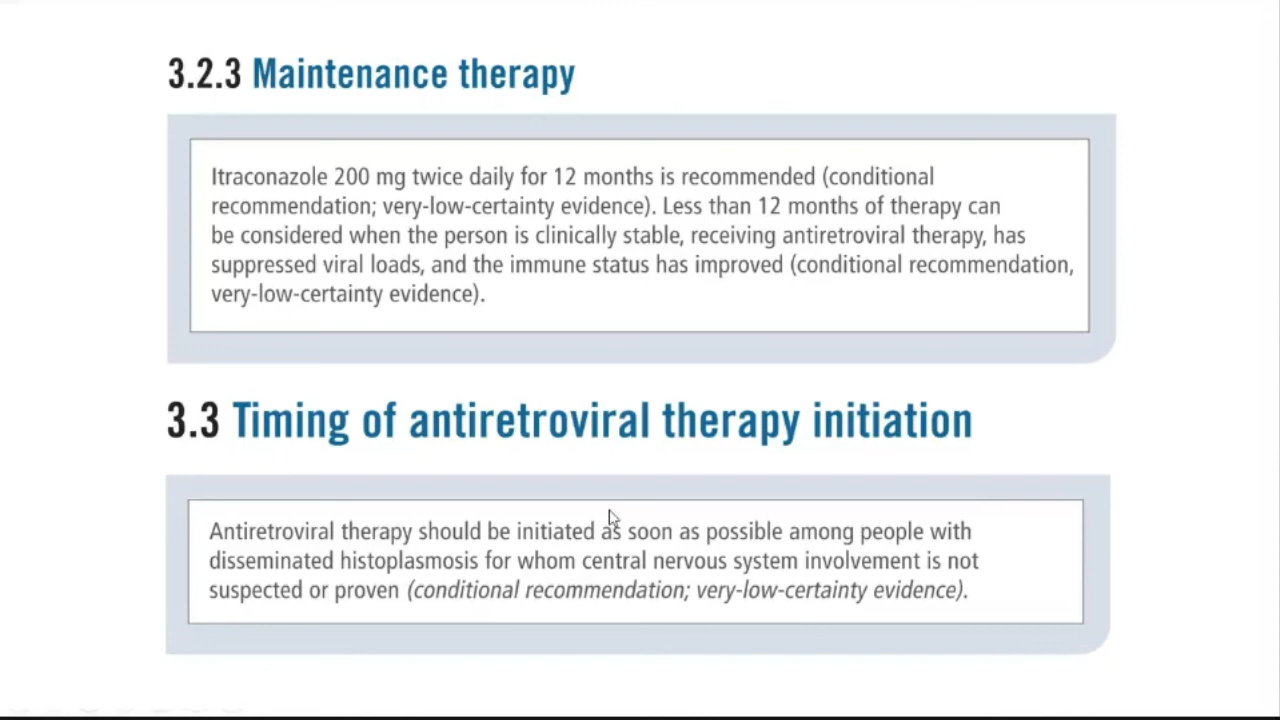 3.2.3 Maintenance therapy
Itraconazole 200 mg twice daily for 12 months is recommended (conditional
recommendation; very-low-certainty evidence). Less than 12 months of therapy can
be considered when the person is clinically stable, receiving antiretroviral therapy, has
suppressed viral loads, and the immune status has improved (conditional recommendation,
very-low-certainty evidence).
3.3 Timing of antiretroviral therapy initiation
Antiretroviral therapy should be initiated as soon as possible among people with
disseminated histoplasmosis for whom central nervous system involvement is not
suspected or proven (conditional recommendation; very-low-certainty evidence).